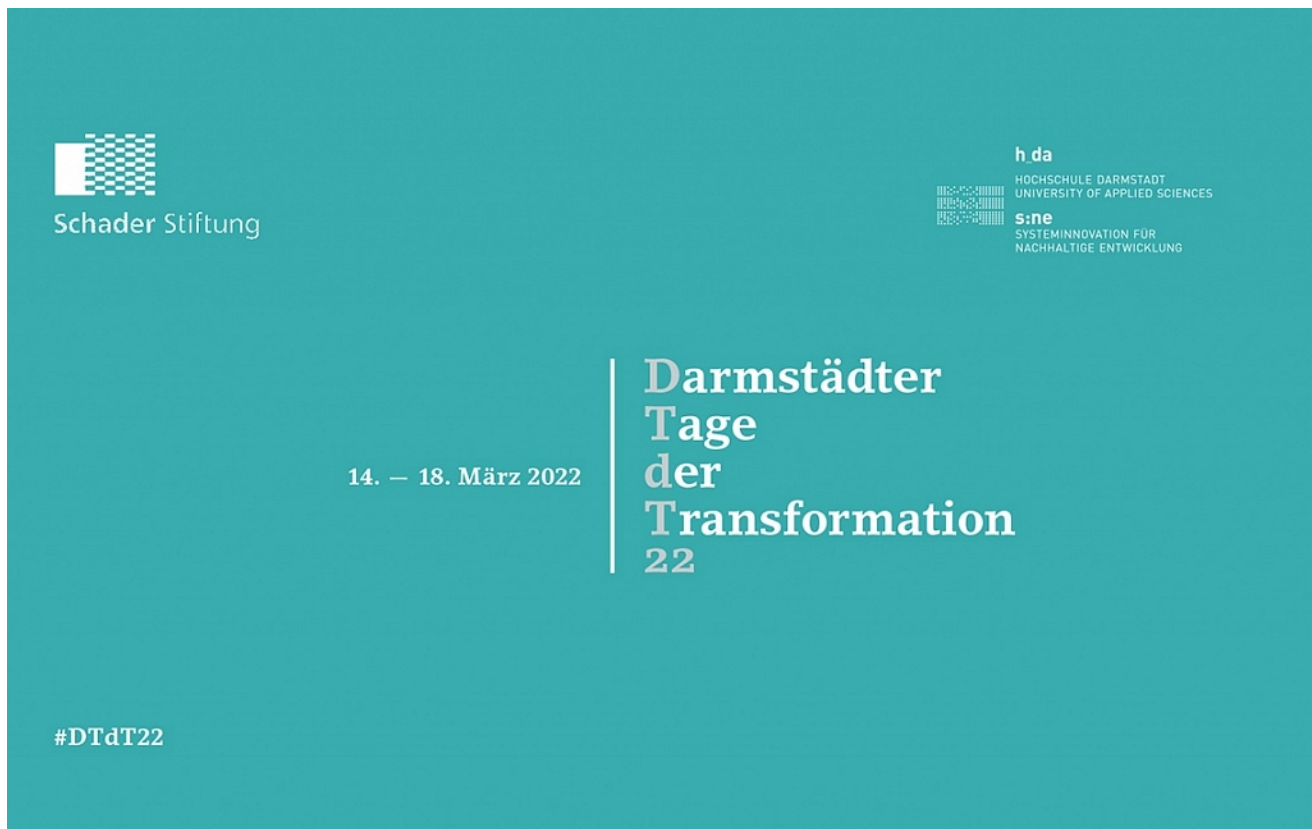 Schader Stiftung
h_da
HOCHSCHULE DARMSTADT
UNIVERSITY OF APPLIED SCIENCES
s:ne
SYSTEMINNOVATION FÜR
NACHHALTIGE ENTWICKLUNG
14. — 18. März 2022
Darmstädter
Tage
der
Transformation
22
#DTdT22